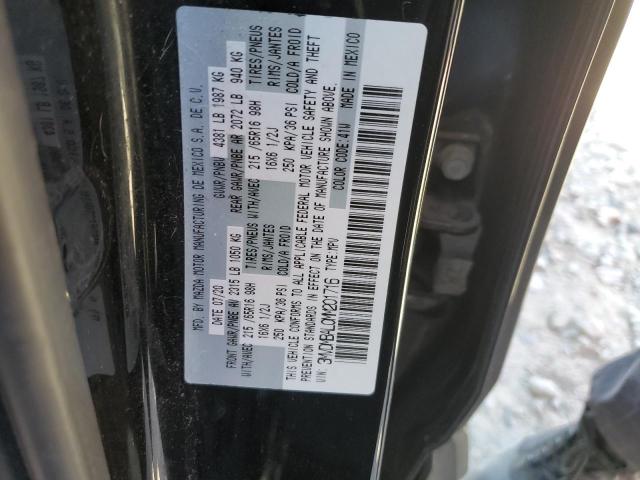 MFD. BY MAZDA MOTOR MANUFACTURING DE MEXICO S.A. DE C.V.
DATE 07/20 GVWR/PNBV 4381 LB 1987 KG
FRONT GAWR/PNBE AV 2315 LB 1050 KG REAR GAWR/PNBE AR 2072 LB 940 KG
WITH/AVEC 215 /65R16 98H TIRES/PNEUS WITH/AVEC 215 /65R16 98H TIRES/PNEUS
16X6 1/2J RIMS/JANTES 16X6 1/2J RIMS/JANTES
250 KPA/36 PSI COLD/A FROID 250 KPA/36 PSI COLD/A FROID
THIS VEHICLE CONFORMS TO ALL APPLICABLE FEDERAL MOTOR VEHICLE SAFETY AND THEFT
PREVENTION STANDARDS IN EFFECT ON THE DATE OF MANUFACTURE SHOWN ABOVE.
VIN: 3MVDMB4L0M201716 TYPE:MPV COLOR CODE:41W MADE IN MEXICO